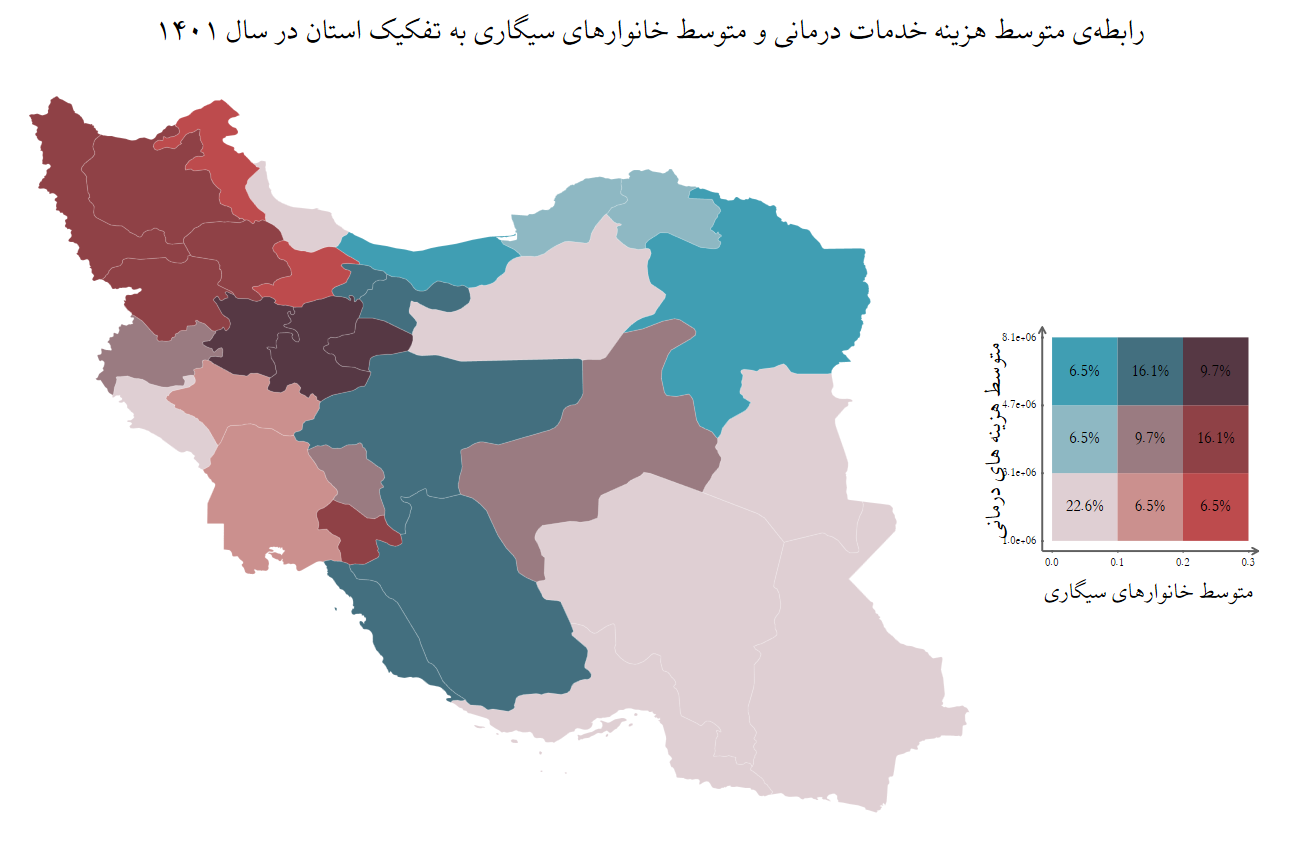 رابطه‌ی متوسط هزینه خدمات درمانی و متوسط خانوارهای سیگاری به تفکیک استان در سال ۱۴۰۱
متوسط هزینه های درمانی
8.1e+06
4.7e+06
3.1e+06
1.0e+06
6.5% 16.1% 9.7%
6.5% 9.7% 16.1%
22.6% 6.5% 6.5%
0.0 0.1 0.2 0.3
متوسط خانوارهای سیگاری